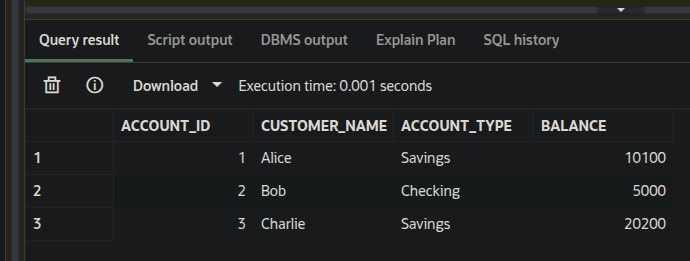 Query result Script output DBMS output Explain Plan SQL history
Download Execution time: 0.001 seconds
ACCOUNT_ID CUSTOMER_NAME ACCOUNT_TYPE BALANCE
1 1 Alice Savings 10100
2 2 Bob Checking 5000
3 3 Charlie Savings 20200